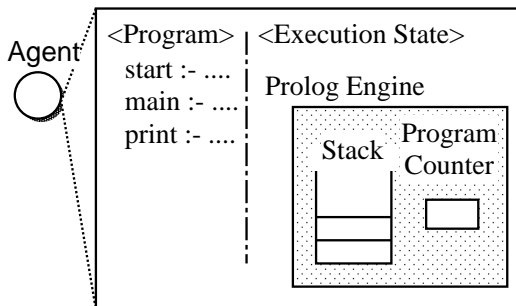 Agent
<Program>
start :- ....
main :- ....
print :- ....
<Execution State>
Prolog Engine
Stack
Program
Counter